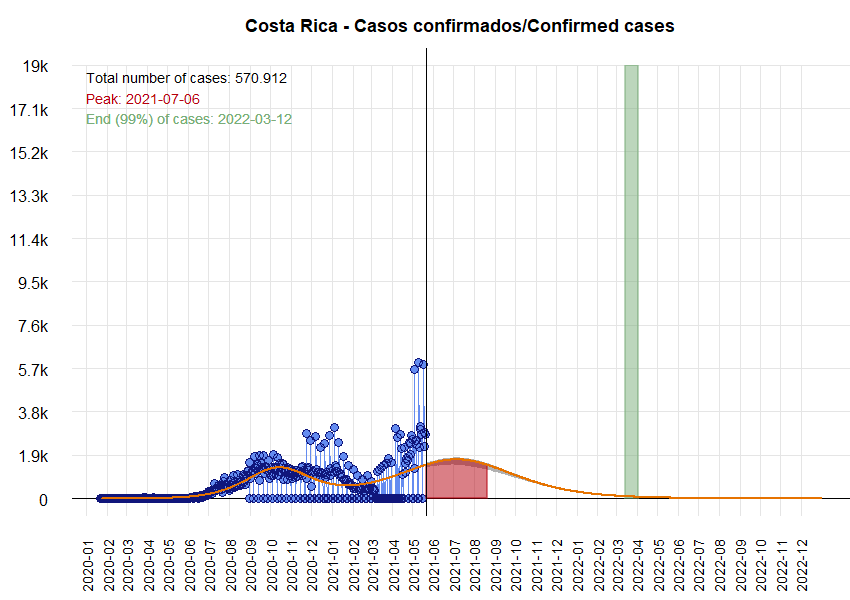 Costa Rica - Casos confirmados/Confirmed cases
19k
17.1k
15.2k
13.3k
11.4k
9.5k
7.6k
5.7k
3.8k
1.9k
0
Total number of cases: 570.912
Peak: 2021-07-06
End (99%) of cases: 2022-03-12
2020-01
2020-02
2020-03
2020-04
2020-05
2020-06
2020-07
2020-08
2020-09
2020-10
2020-11
2020-12
2021-01
2021-02
2021-03
2021-04
2021-05
2021-06
2021-07
2021-08
2021-09
2021-10
2021-11
2021-12
2022-01
2022-02
2022-03
2022-04
2022-05
2022-06
2022-07
2022-08
2022-09
2022-10
2022-11
2022-12